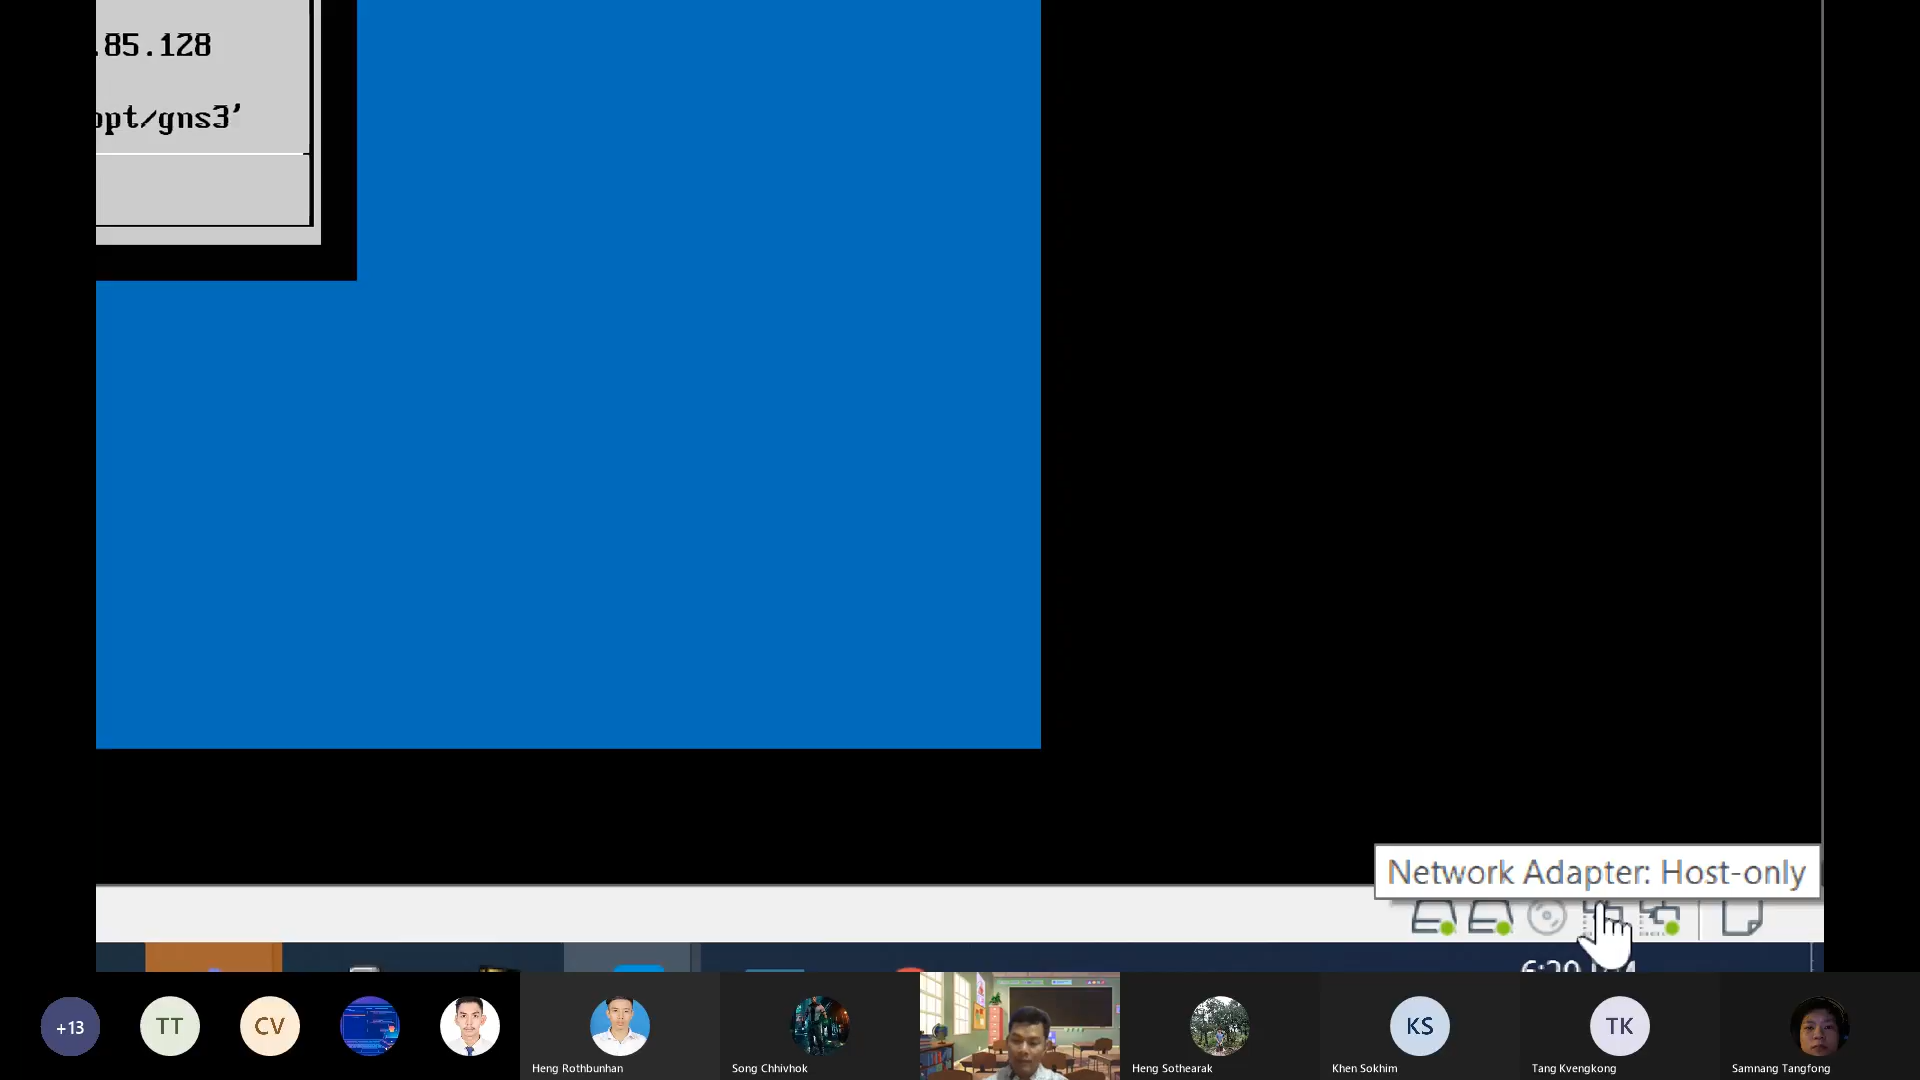 .85.128
opt/gns3'
Network Adapter: Host-only
+13
TT
CV
KS
TK
Heng Rothbunhan
Song Chhivhok
Heng Sothearak
Khen Sokhim
Tang Kvengkong
Samnang Tangfong